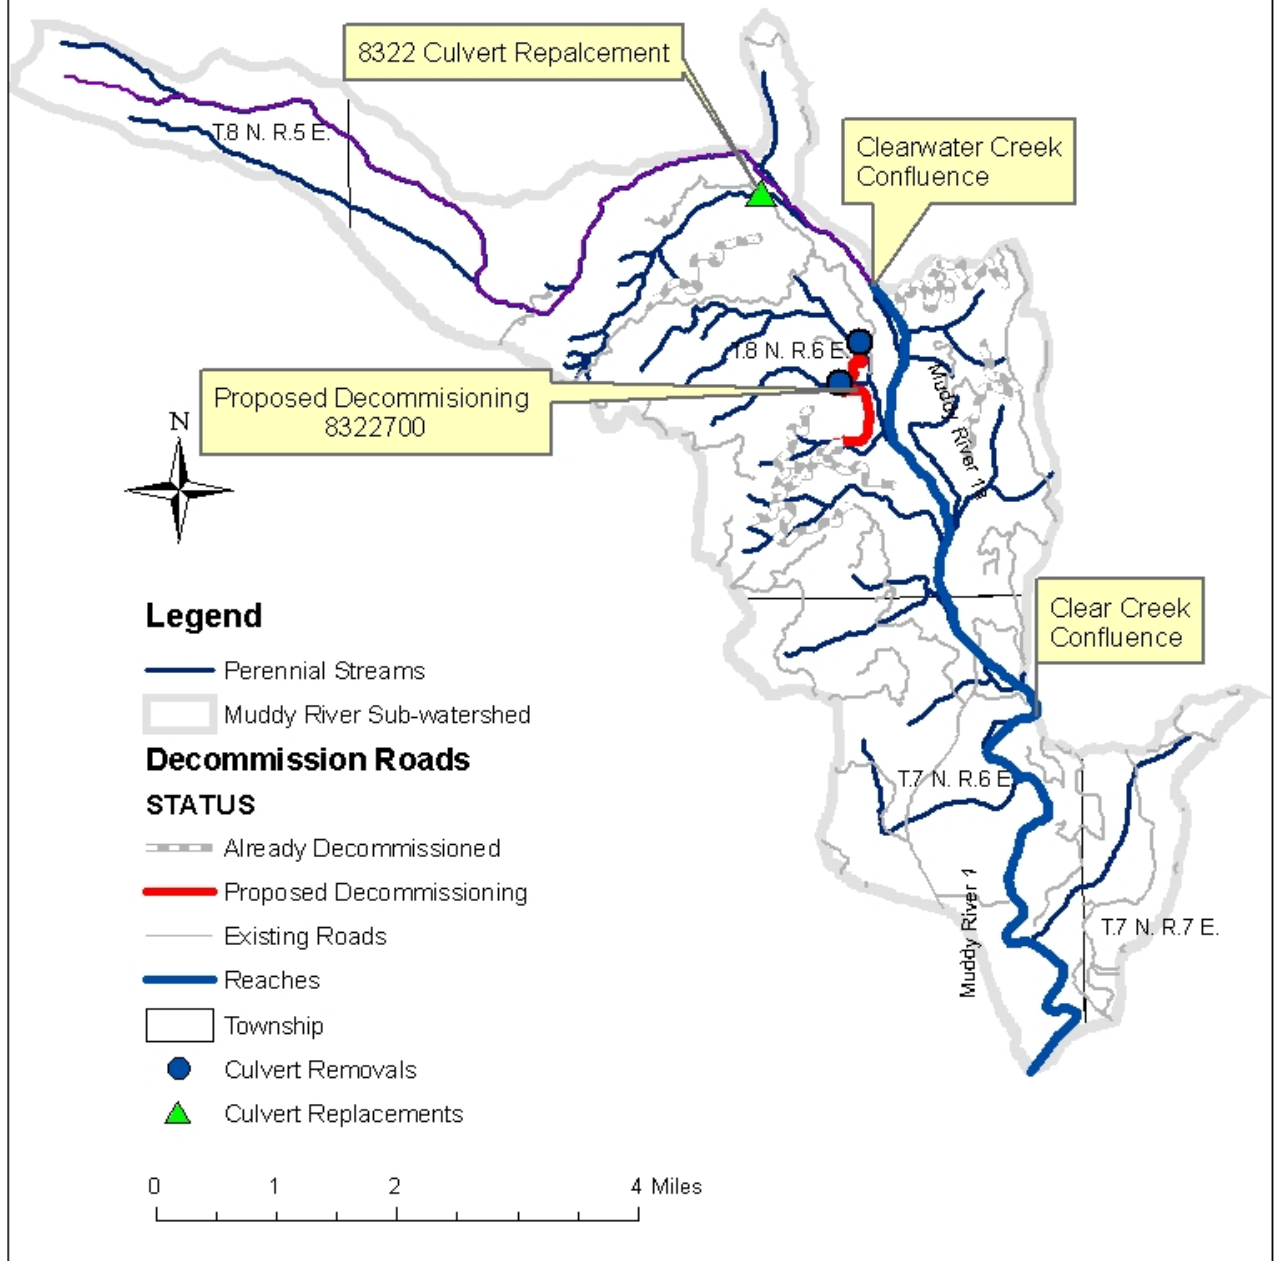 8322 Culvert Repalcement
T.8 N. R.5 E.
Clearwater Creek
Confluence
T.8 N. R.6 E.
Proposed Decommisioning
8322700
Muddy River 1a
N
Clear Creek
Confluence
Legend
Perennial Streams
Muddy River Sub-watershed
Decommission Roads
STATUS
Already Decommissioned
Proposed Decommissioning
Existing Roads
Reaches
Township
Culvert Removals
Culvert Replacements
T.7 N. R.6 E.
Muddy River 1
T.7 N. R.7 E.
0 1 2 4 Miles